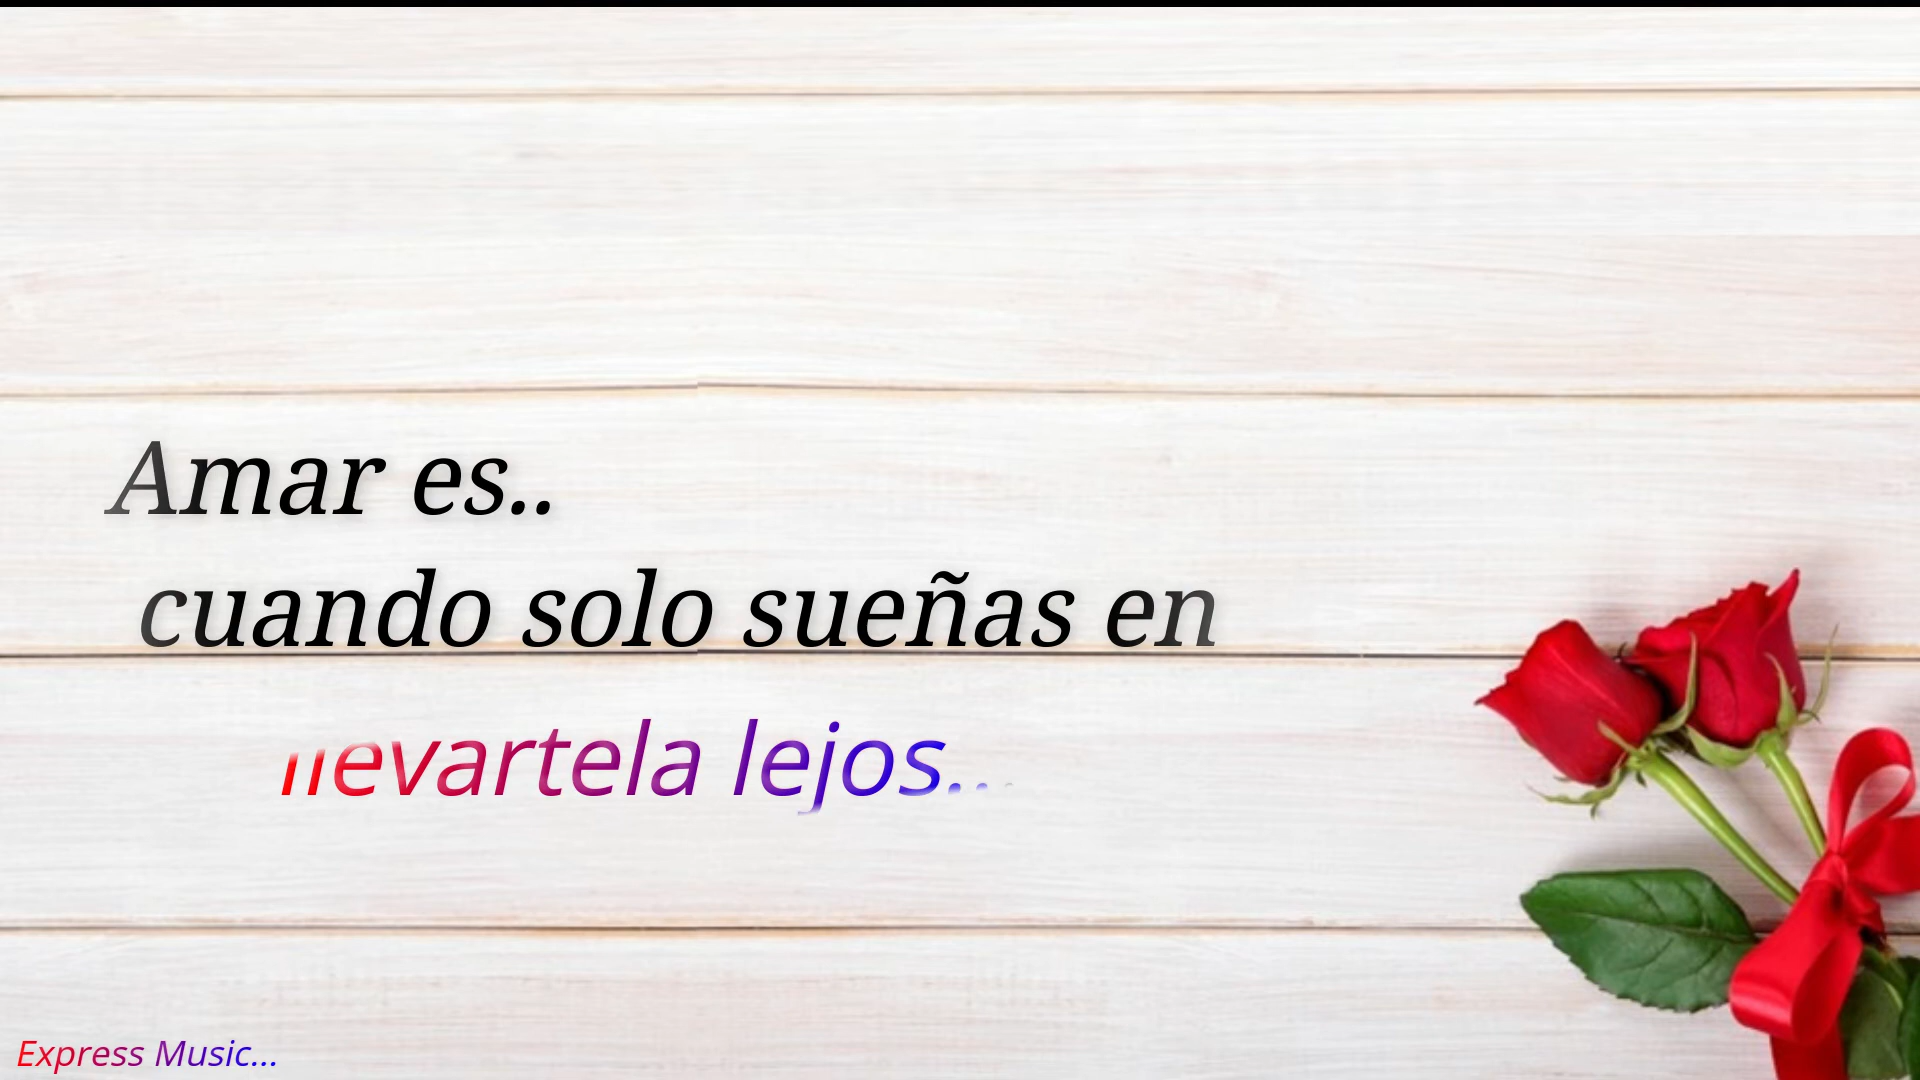 Amar es..
cuando solo sueñas en
llevartela lejos...
Express Music...